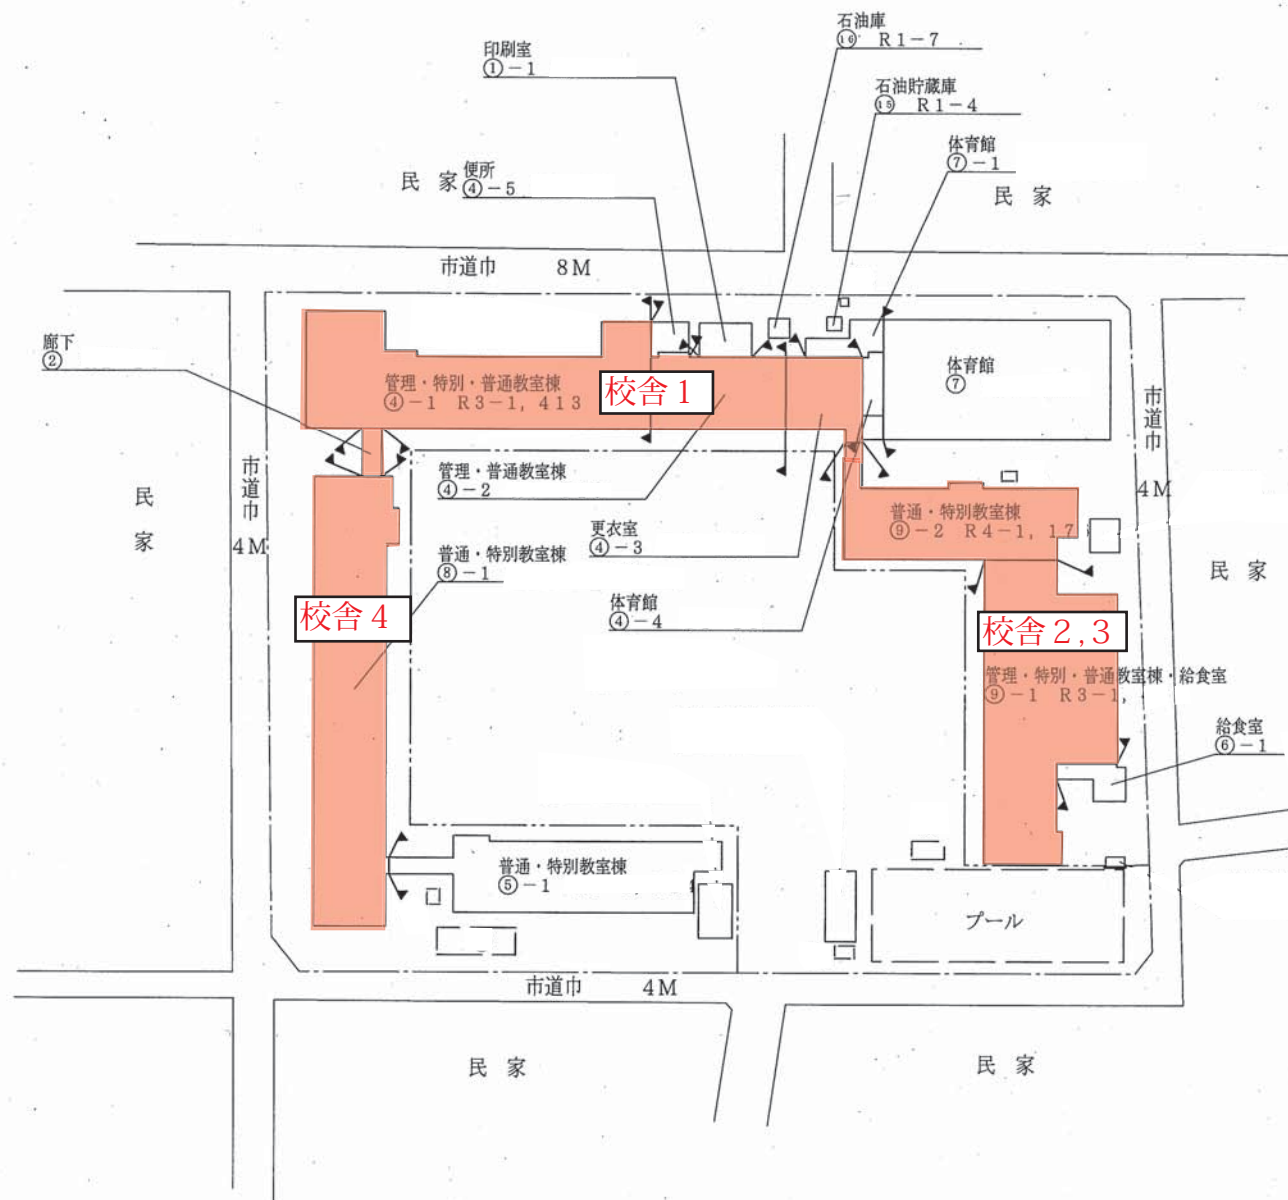 石油庫
⑯ R1-7
印刷室
①-1
石油貯蔵庫
⑮ R1-4
体育館
⑦-1
民 家
便所
④-5
民 家
市道巾 8M
廊下
②
管理・特別・普通教室棟
④-1 R3-1,413
校舎1
体育館
⑦
市道巾
4M
市道巾
4M
民
家
管理・普通教室棟
④-2
更衣室
④-3
普通・特別教室棟
⑨-2 R4-1,17
普通・特別教室棟
⑧-1
民 家
体育館
④-4
校舎4
校舎2,3
管理・特別・普通教室棟・給食室
⑨-1 R3-1,
給食室
⑥-1
普通・特別教室棟
⑤-1
プール
市道巾 4M
民 家
民 家